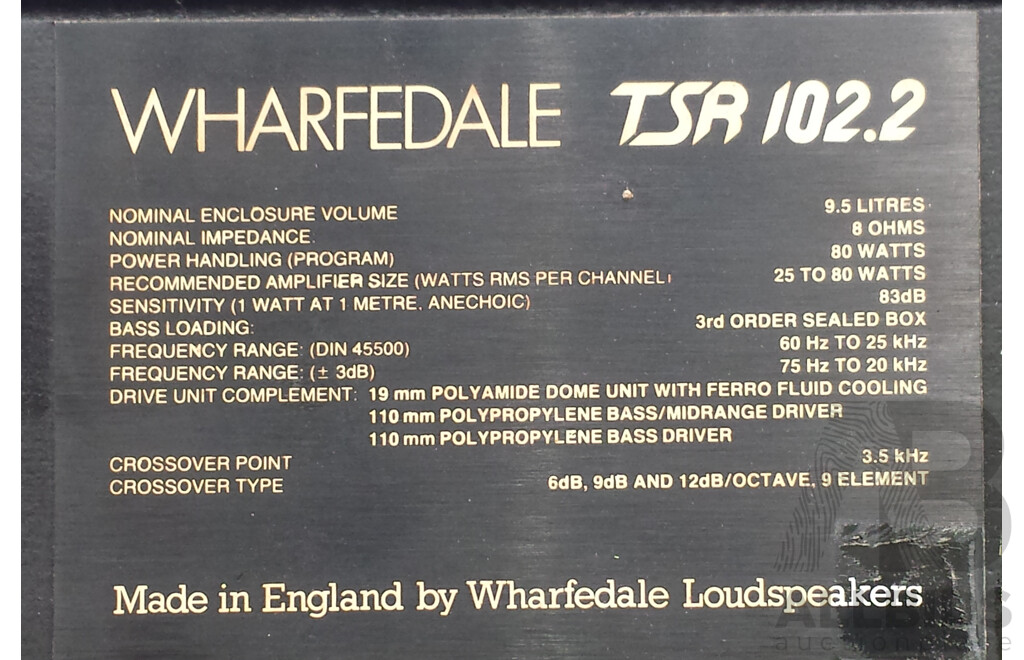 WHARFEDALE TSR 102.2
NOMINAL ENCLOSURE VOLUME 9.5 LITRES
NOMINAL IMPEDANCE 8 OHMS
POWER HANDLING (PROGRAM) 80 WATTS
RECOMMENDED AMPLIFIER SIZE (WATTS RMS PER CHANNEL) 25 TO 80 WATTS
SENSITIVITY (1 WATT AT 1 METRE, ANECHOIC) 83dB
BASS LOADING: 3rd ORDER SEALED BOX
FREQUENCY RANGE: (DIN 45500) 60 Hz TO 25 kHz
FREQUENCY RANGE: (± 3dB) 75 Hz TO 20 kHz
DRIVE UNIT COMPLEMENT: 19 mm POLYAMIDE DOME UNIT WITH FERRO FLUID COOLING
110 mm POLYPROPYLENE BASS/MIDRANGE DRIVER
110 mm POLYPROPYLENE BASS DRIVER
CROSSOVER POINT 3.5 kHz
CROSSOVER TYPE 6dB, 9dB AND 12dB/OCTAVE, 9 ELEMENT
Made in England by Wharfedale Loudspeakers